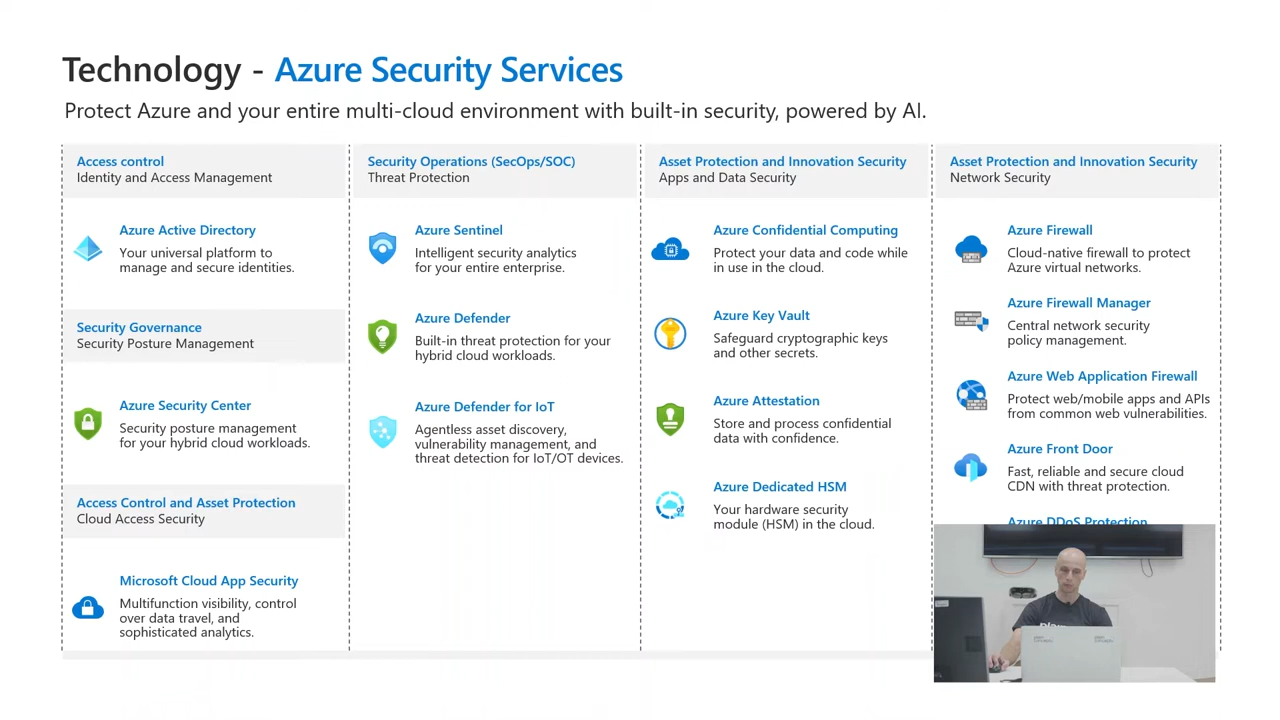 Technology - Azure Security Services
Protect Azure and your entire multi-cloud environment with built-in security, powered by AI.
Access control
Identity and Access Management
Azure Active Directory
Your universal platform to
manage and secure identities.
Security Governance
Security Posture Management
Azure Security Center
Security posture management
for your hybrid cloud workloads.
Access Control and Asset Protection
Cloud Access Security
Microsoft Cloud App Security
Multifunction visibility, control
over data travel, and
sophisticated analytics.
Security Operations (SecOps/SOC)
Threat Protection
Azure Sentinel
Intelligent security analytics
for your entire enterprise.
Azure Defender
Built-in threat protection for your
hybrid cloud workloads.
Azure Defender for IoT
Agentless asset discovery,
vulnerability management, and
threat detection for IoT/OT devices.
Asset Protection and Innovation Security
Apps and Data Security
Azure Confidential Computing
Protect your data and code while
in use in the cloud.
Azure Key Vault
Safeguard cryptographic keys
and other secrets.
Azure Attestation
Store and process confidential
data with confidence.
Azure Dedicated HSM
Your hardware security
module (HSM) in the cloud.
Asset Protection and Innovation Security
Network Security
Azure Firewall
Cloud-native firewall to protect
Azure virtual networks.
Azure Firewall Manager
Central network security
policy management.
Azure Web Application Firewall
Protect web/mobile apps and APIs
from common web vulnerabilities.
Azure Front Door
Fast, reliable and secure cloud
CDN with threat protection.
Azure DDoS Protection